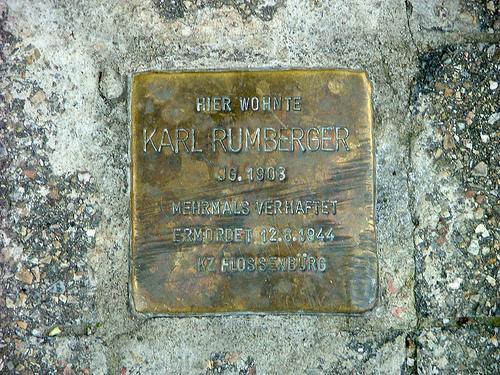 HIER WOHNTE
KARL RUMBERGER
JG. 1903
MEHRMALS VERHAFTET
ERMORDET 12.8.1944
KZ FLOSSENBÜRG